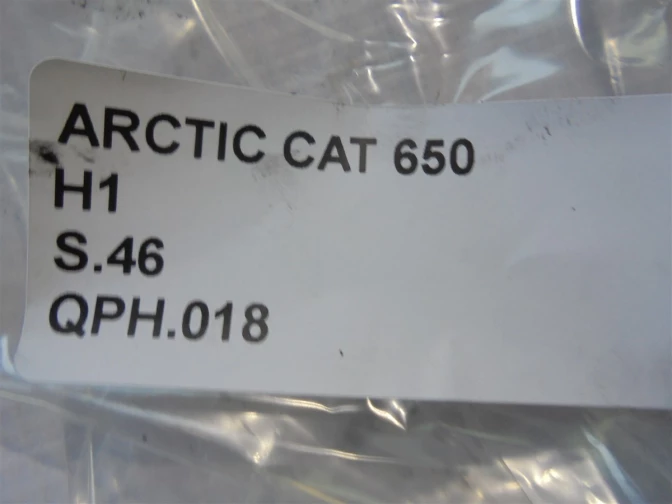 ARCTIC CAT 650
H1
S.46
QPH.018